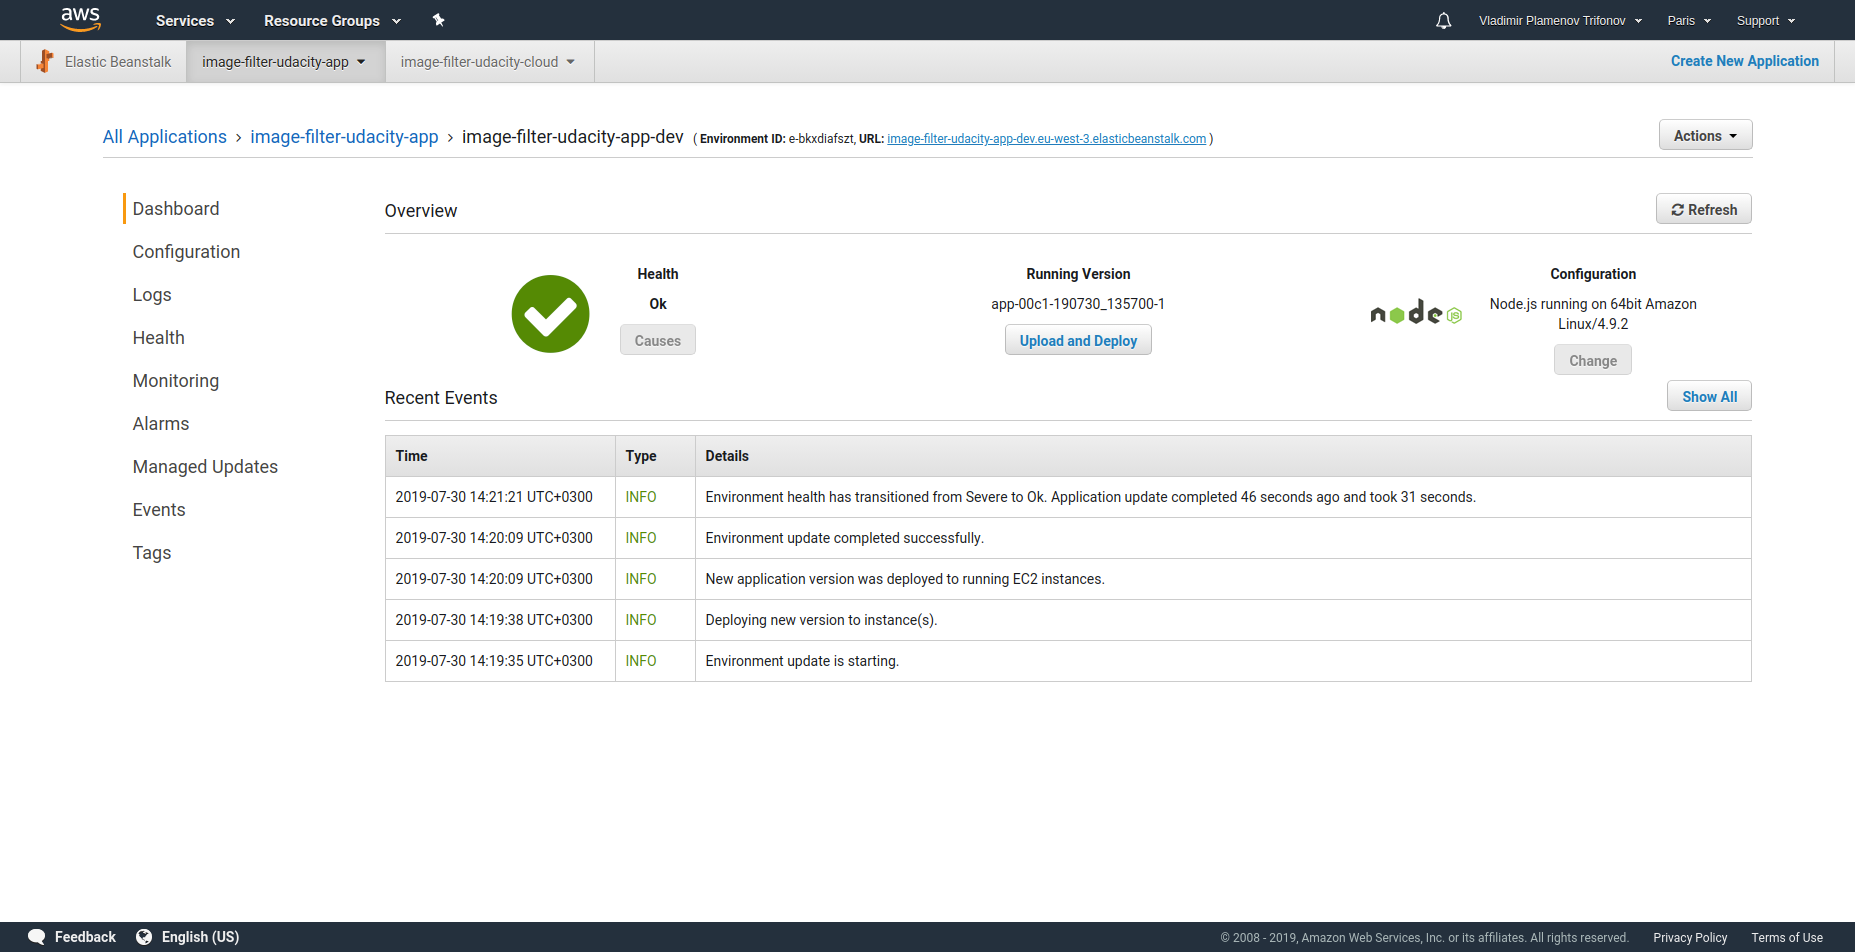 aws Services Resource Groups Vladimir Plamenov Trifonov Paris Support
Elastic Beanstalk image-filter-udacity-app image-filter-udacity-cloud Create New Application
All Applications › image-filter-udacity-app › image-filter-udacity-app-dev ( Environment ID: e-bkxdiafszt, URL: image-filter-udacity-app-dev.eu-west-3.elasticbeanstalk.com ) Actions
Dashboard
Configuration
Logs
Health
Monitoring
Alarms
Managed Updates
Events
Tags
Overview Refresh
Health
Ok
Causes
Running Version
app-00c1-190730_135700-1
Upload and Deploy
node JS
Configuration
Node.js running on 64bit Amazon
Linux/4.9.2
Change
Recent Events Show All
Time Type Details
2019-07-30 14:21:21 UTC+0300 INFO Environment health has transitioned from Severe to Ok. Application update completed 46 seconds ago and took 31 seconds.
2019-07-30 14:20:09 UTC+0300 INFO Environment update completed successfully.
2019-07-30 14:20:09 UTC+0300 INFO New application version was deployed to running EC2 instances.
2019-07-30 14:19:38 UTC+0300 INFO Deploying new version to instance(s).
2019-07-30 14:19:35 UTC+0300 INFO Environment update is starting.
Feedback English (US) © 2008 - 2019, Amazon Web Services, Inc. or its affiliates. All rights reserved. Privacy Policy Terms of Use